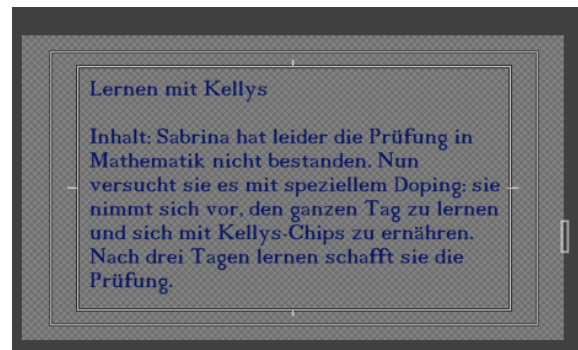 Lernen mit Kellys
Inhalt: Sabrina hat leider die Prüfung in
Mathematik nicht bestanden. Nun
versucht sie es mit speziellem Doping: sie
nimmt sich vor, den ganzen Tag zu lernen
und sich mit Kellys-Chips zu ernähren.
Nach drei Tagen lernen schafft sie die
Prüfung.